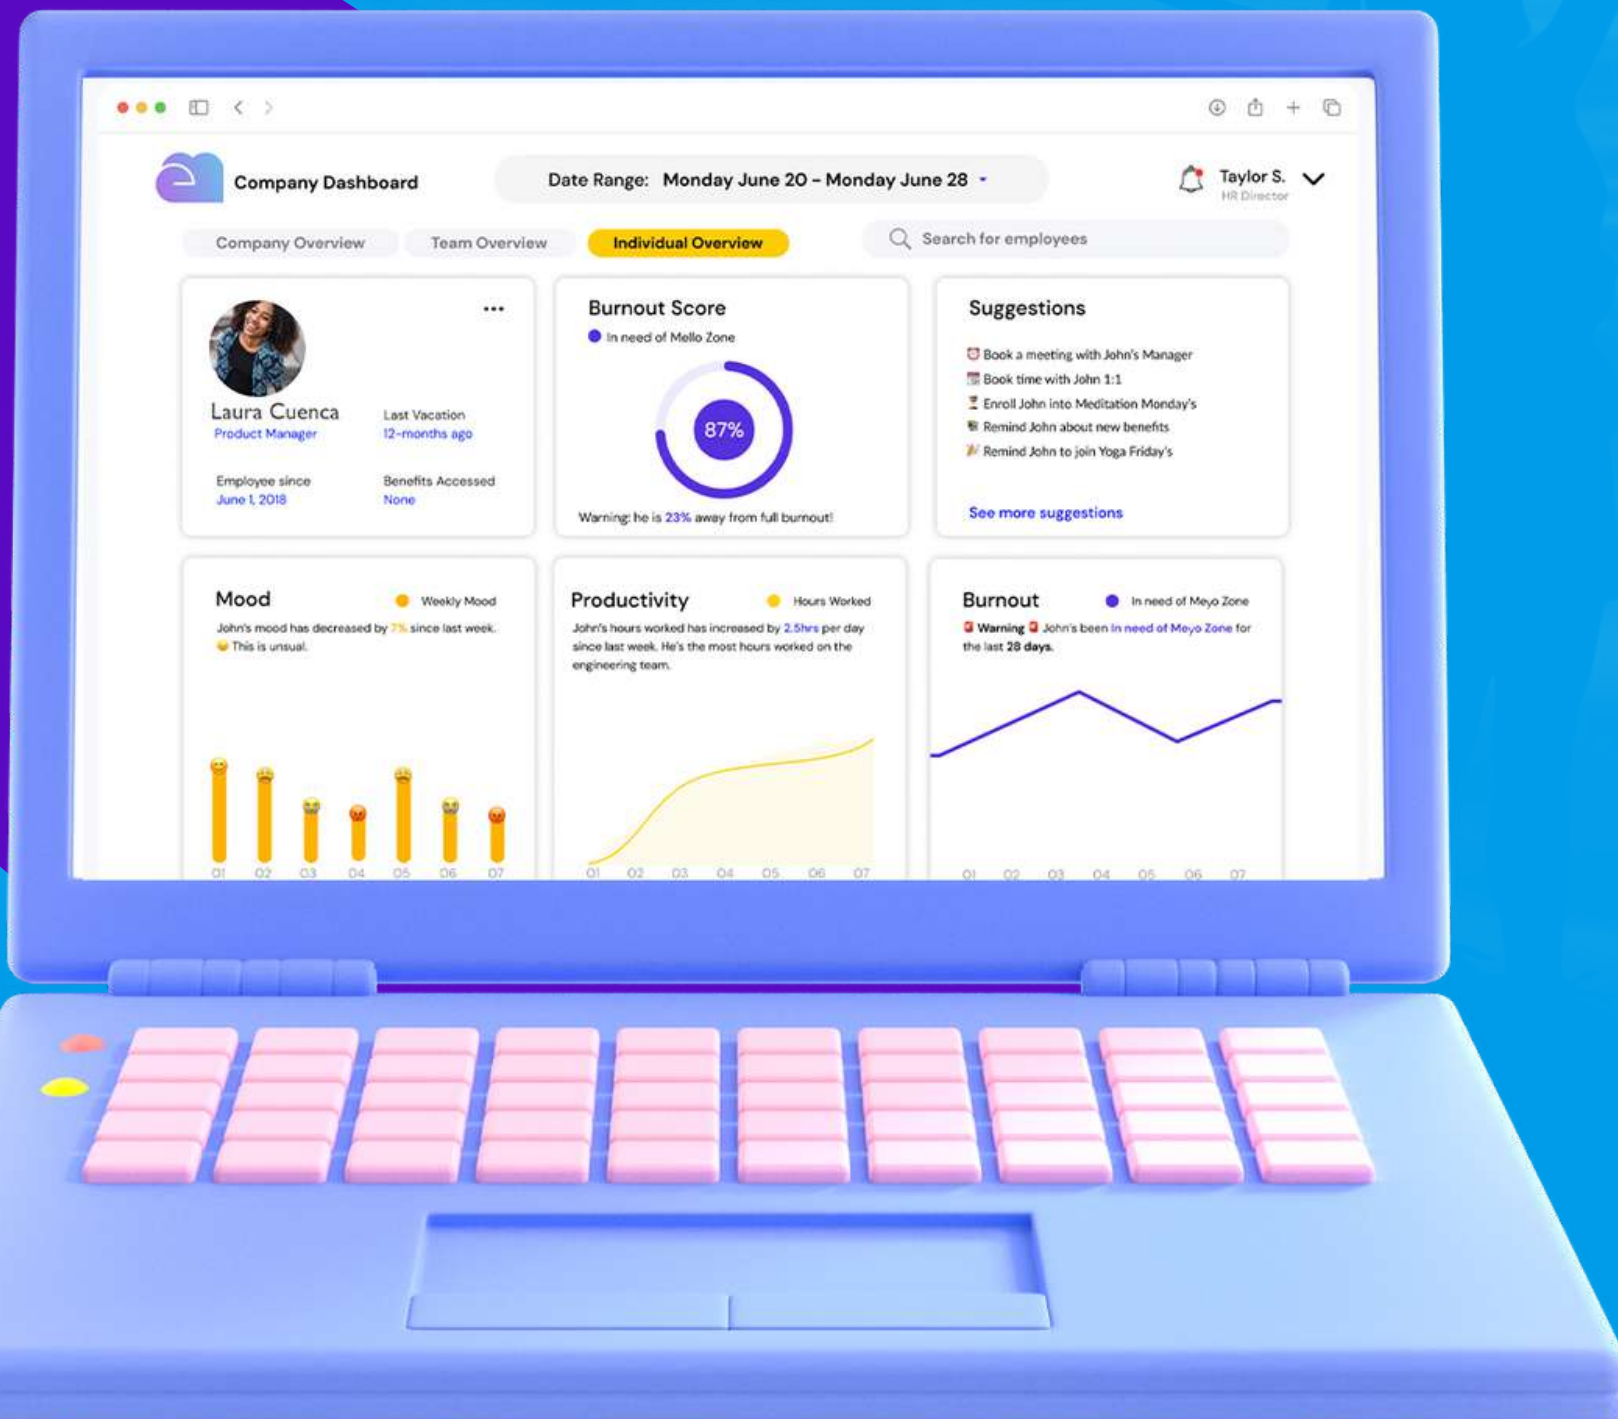 Company Dashboard
Date Range: Monday June 20 – Monday June 28
Taylor S.
HR Director
Company Overview
Team Overview
Individual Overview
Search for employees
Laura Cuenca
Product Manager
Last Vacation
12-months ago
Employee since
June 1, 2018
Benefits Accessed
None
Burnout Score
In need of Mello Zone
87%
Warning: he is 23% away from full burnout!
Suggestions
Book a meeting with John's Manager
Book time with John 1:1
Enroll John into Meditation Monday's
Remind John about new benefits
Remind John to join Yoga Friday's
See more suggestions
Mood
Weekly Mood
John's mood has decreased by 7% since last week.
This is unsual.
01 02 03 04 05 06 07
Productivity
Hours Worked
John's hours worked has increased by 2.5hrs per day
since last week. He's the most hours worked on the
engineering team.
01 02 03 04 05 06 07
Burnout
In need of Meyo Zone
Warning John's been In need of Meyo Zone for
the last 28 days.
01 02 03 04 05 06 07